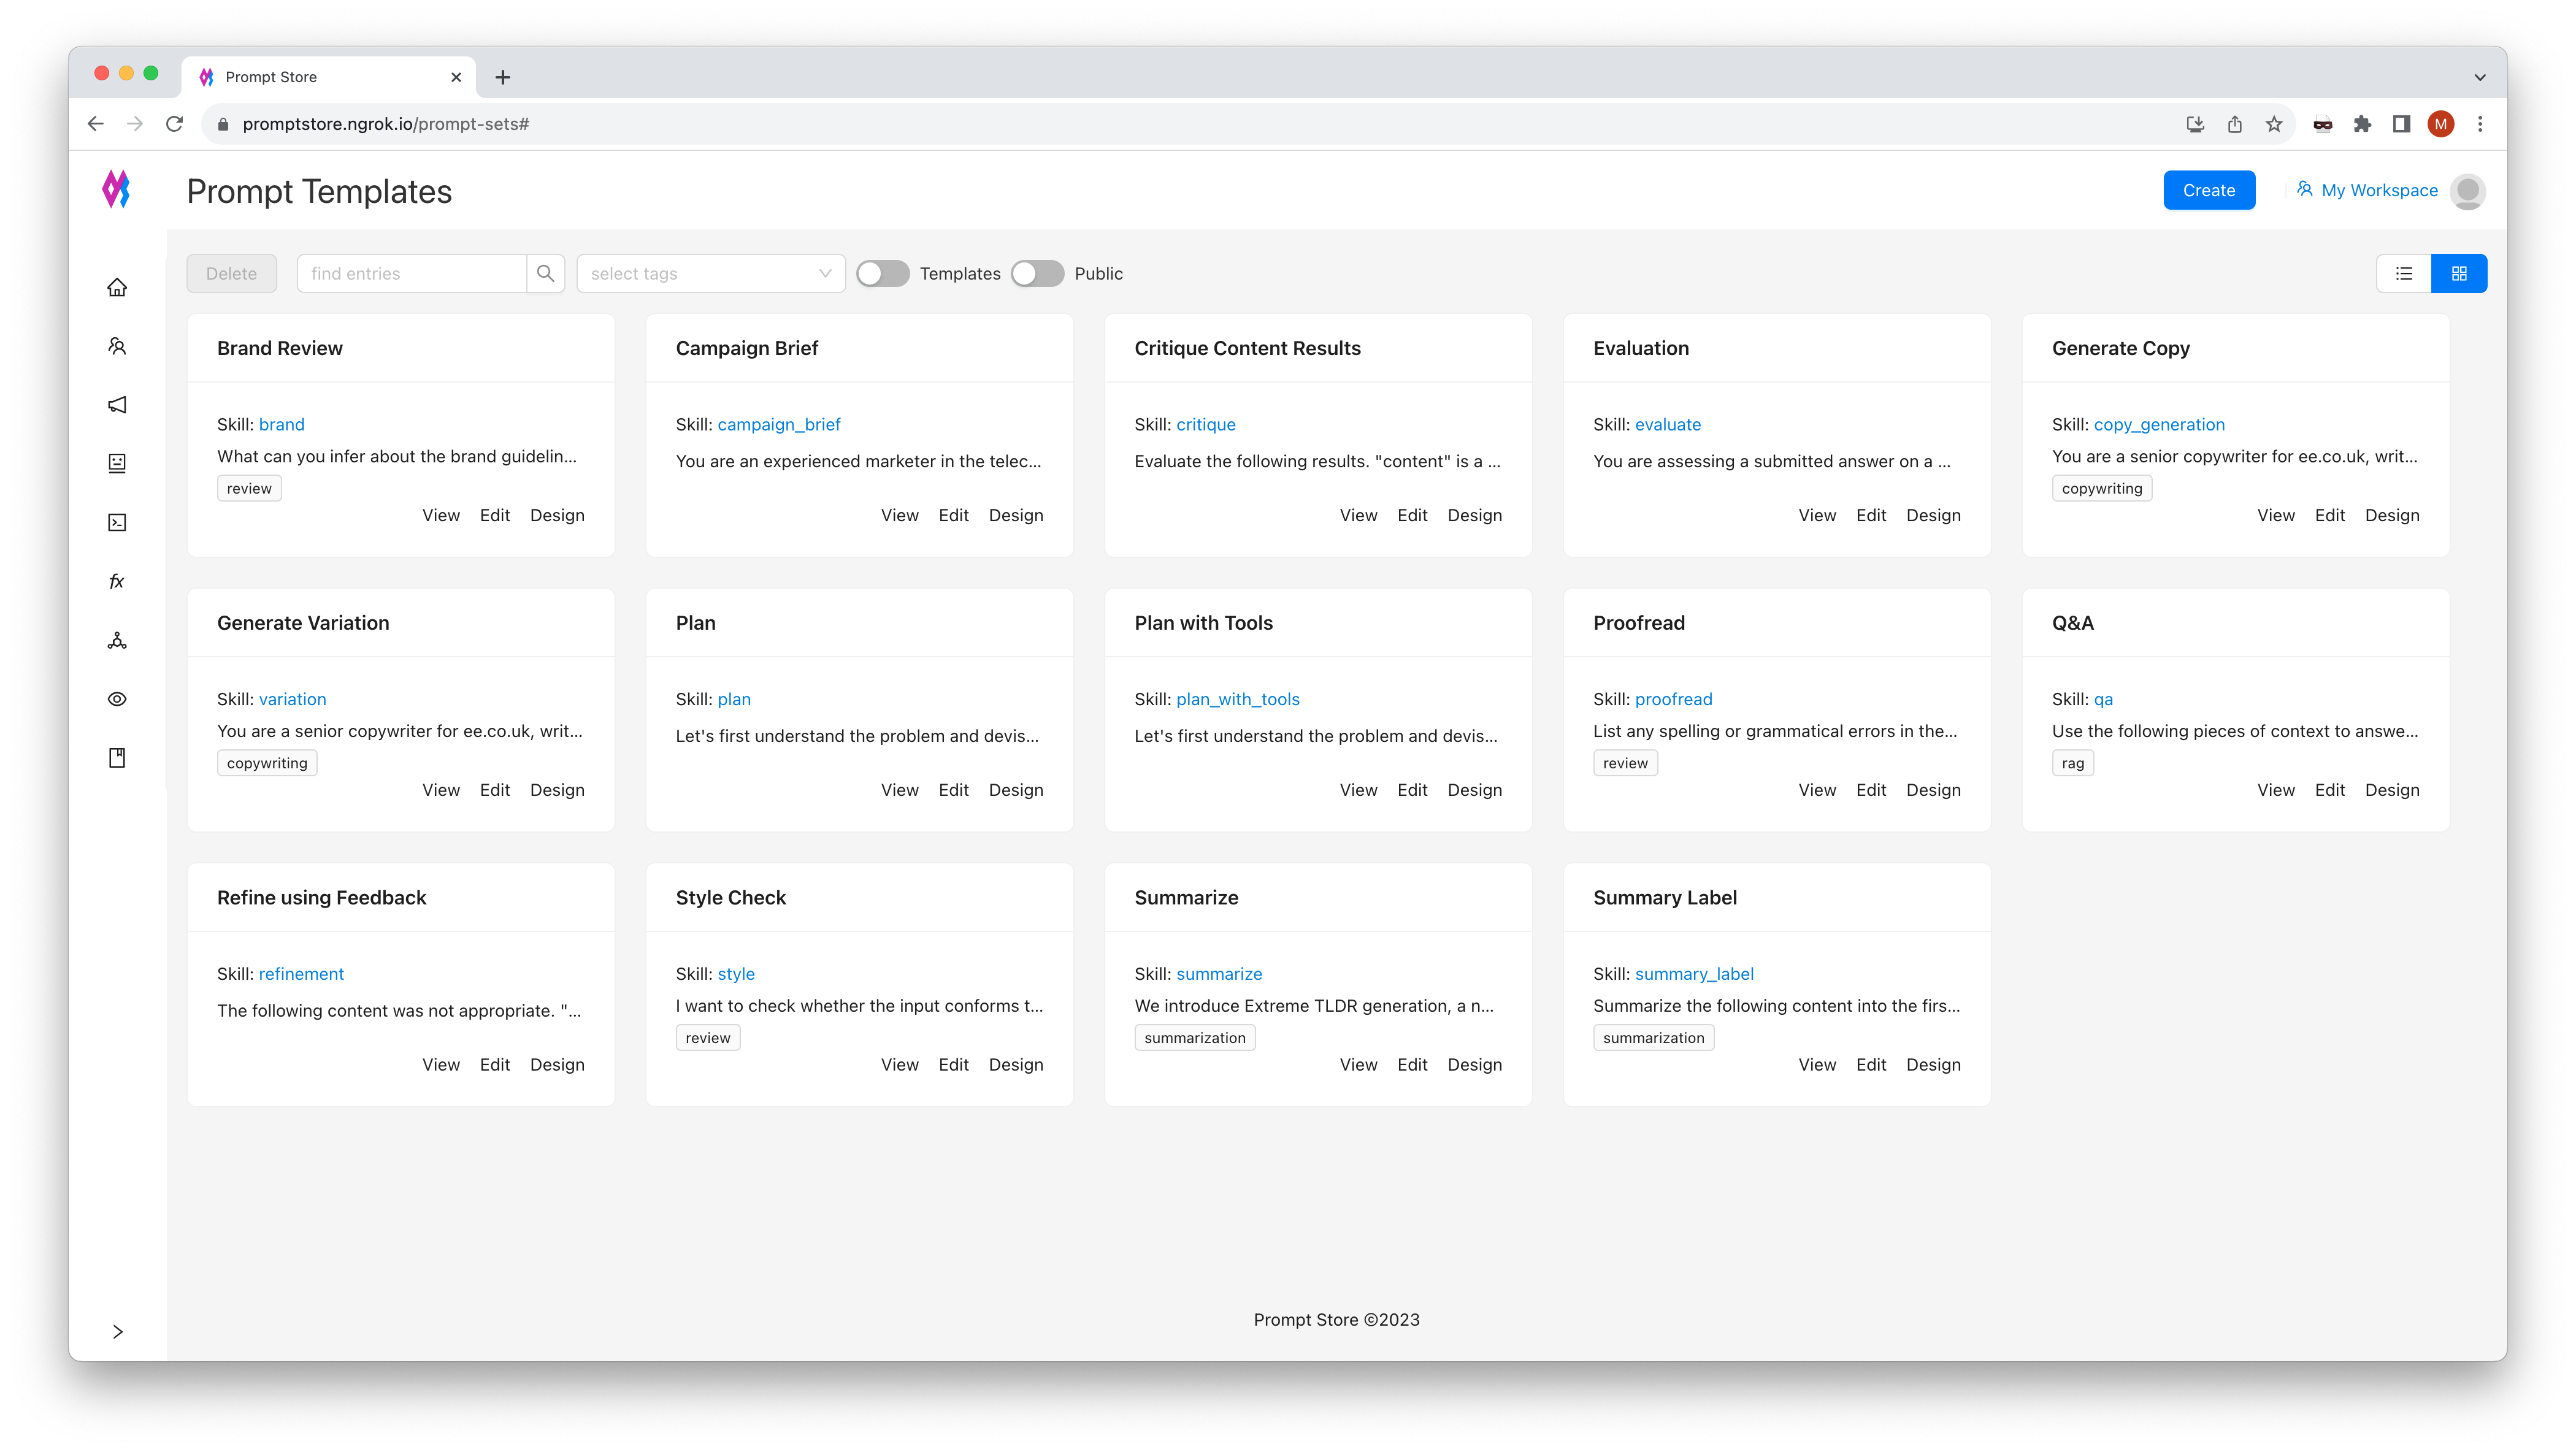 Prompt Store
promptstore.ngrok.io/prompt-sets#
M
Prompt Templates
Create
My Workspace
Delete
find entries
select tags
Templates
Public
Brand Review
Skill: brand
What can you infer about the brand guidelin...
review
View Edit Design
Campaign Brief
Skill: campaign_brief
You are an experienced marketer in the telec...
View Edit Design
Critique Content Results
Skill: critique
Evaluate the following results. "content" is a ...
View Edit Design
Evaluation
Skill: evaluate
You are assessing a submitted answer on a ...
View Edit Design
Generate Copy
Skill: copy_generation
You are a senior copywriter for ee.co.uk, writ...
copywriting
View Edit Design
Generate Variation
Skill: variation
You are a senior copywriter for ee.co.uk, writ...
copywriting
View Edit Design
Plan
Skill: plan
Let's first understand the problem and devis...
View Edit Design
Plan with Tools
Skill: plan_with_tools
Let's first understand the problem and devis...
View Edit Design
Proofread
Skill: proofread
List any spelling or grammatical errors in the...
review
View Edit Design
Q&A
Skill: qa
Use the following pieces of context to answe...
rag
View Edit Design
Refine using Feedback
Skill: refinement
The following content was not appropriate. "...
View Edit Design
Style Check
Skill: style
I want to check whether the input conforms t...
review
View Edit Design
Summarize
Skill: summarize
We introduce Extreme TLDR generation, a n...
summarization
View Edit Design
Summary Label
Skill: summary_label
Summarize the following content into the firs...
summarization
View Edit Design
Prompt Store ©2023